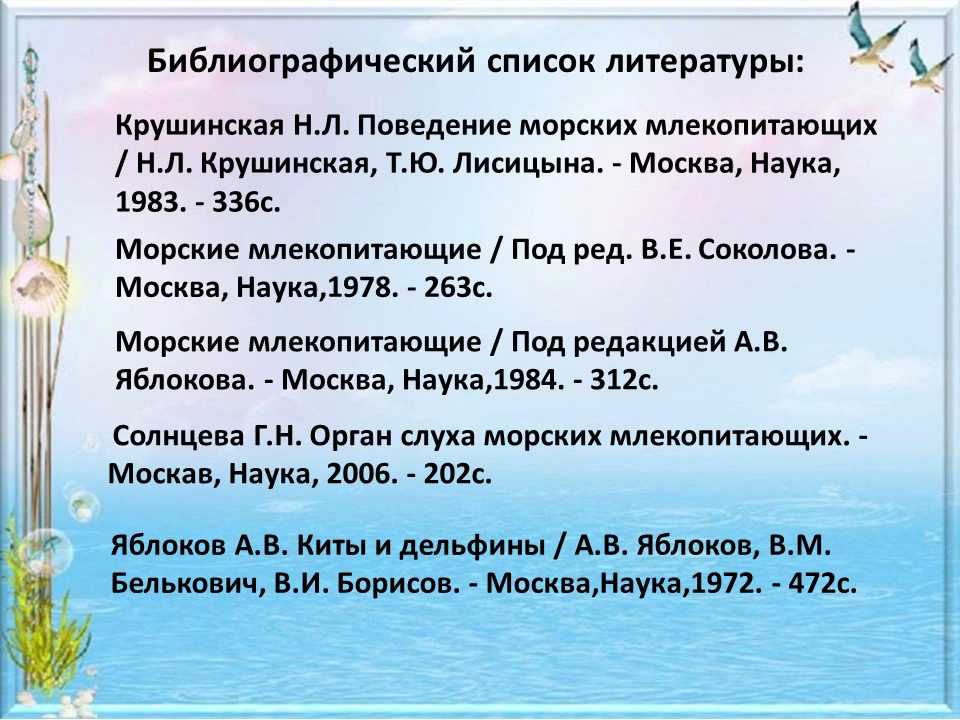 Библиографический список литературы:
Крушинская Н.Л. Поведение морских млекопитающих
/ Н.Л. Крушинская, Т.Ю. Лисицына. - Москва, Наука,
1983. - 336с.
Морские млекопитающие / Под ред. В.Е. Соколова. -
Москва, Наука,1978. - 263с.
Морские млекопитающие / Под редакцией А.В.
Яблокова. - Москва, Наука,1984. - 312с.
Солнцева Г.Н. Орган слуха морских млекопитающих. -
Москав, Наука, 2006. - 202с.
Яблоков А.В. Киты и дельфины / А.В. Яблоков, В.М.
Белькович, В.И. Борисов. - Москва,Наука,1972. - 472с.